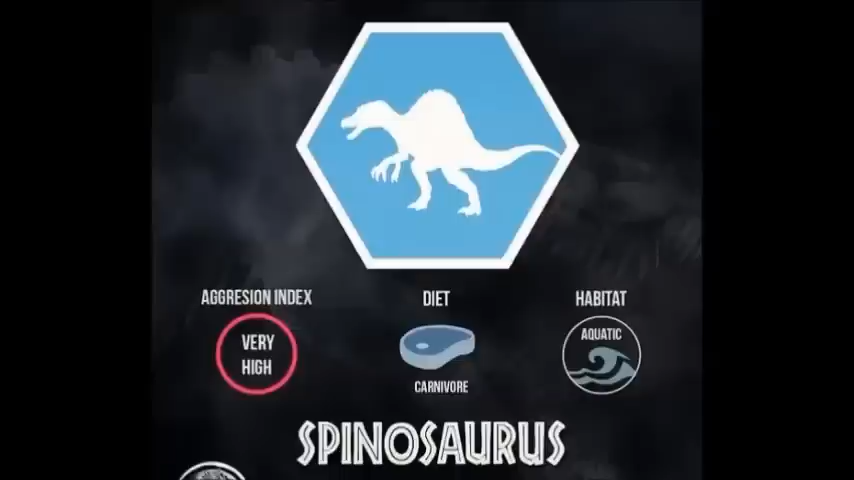 AGGRESION INDEX
DIET
HABITAT
VERY
HIGH
AQUATIC
CARNIVORE
SPINOSAURUS